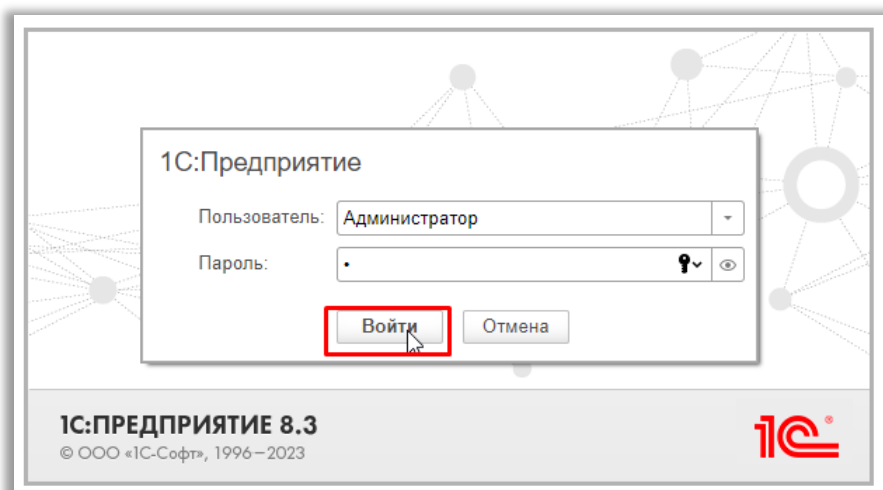 1С:Предприятие
Пользователь: Администратор
Пароль: •
Войти Отмена
1С:ПРЕДПРИЯТИЕ 8.3
© ООО «1С-Софт», 1996–2023
1С®